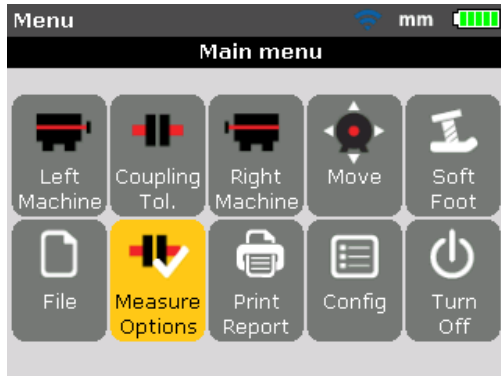 Menu mm
Main menu
Left Machine
Coupling Tol.
Right Machine
Move
Soft Foot
File
Measure Options
Print Report
Config
Turn Off